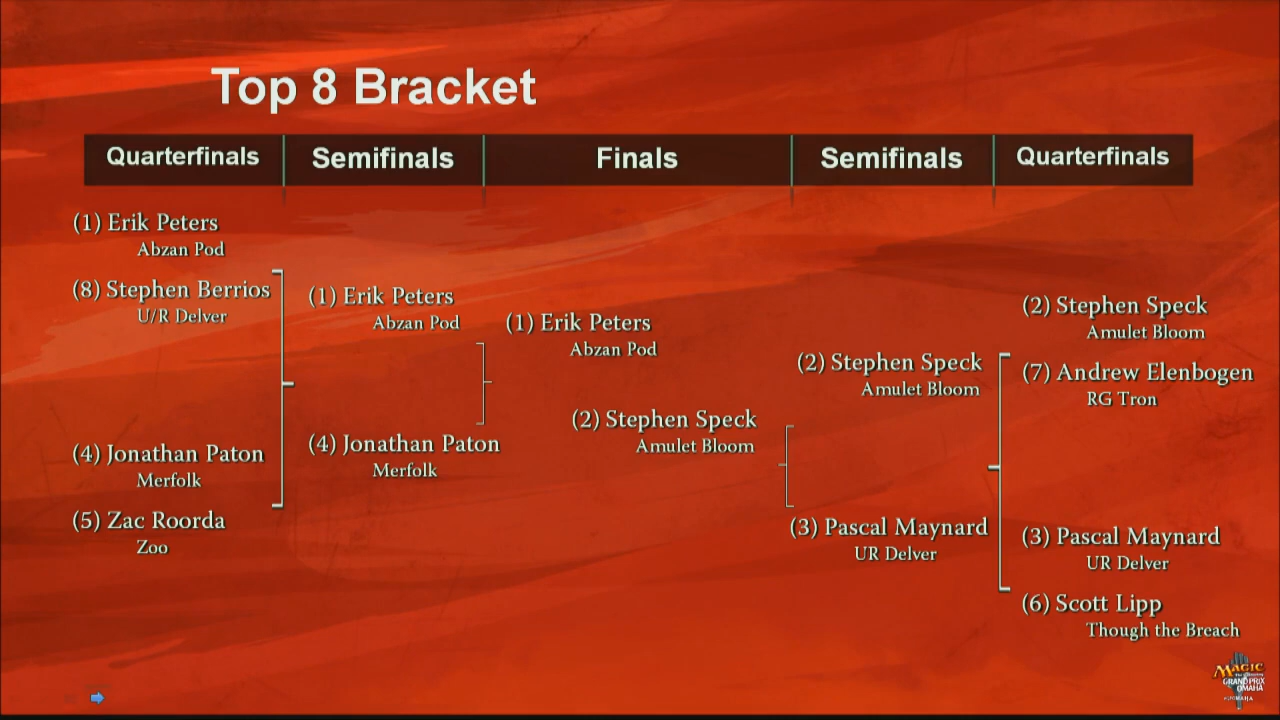 Top 8 Bracket
Quarterfinals
Semifinals
Finals
Semifinals
Quarterfinals
(1) Erik Peters
Abzan Pod
(8) Stephen Berrios
U/R Delver
(4) Jonathan Paton
Merfolk
(5) Zac Roorda
Zoo
(1) Erik Peters
Abzan Pod
(4) Jonathan Paton
Merfolk
(1) Erik Peters
Abzan Pod
(2) Stephen Speck
Amulet Bloom
(2) Stephen Speck
Amulet Bloom
(3) Pascal Maynard
UR Delver
(2) Stephen Speck
Amulet Bloom
(7) Andrew Elenbogen
RG Tron
(3) Pascal Maynard
UR Delver
(6) Scott Lipp
Though the Breach
MAGIC
GRAND PRIX
OMAHA